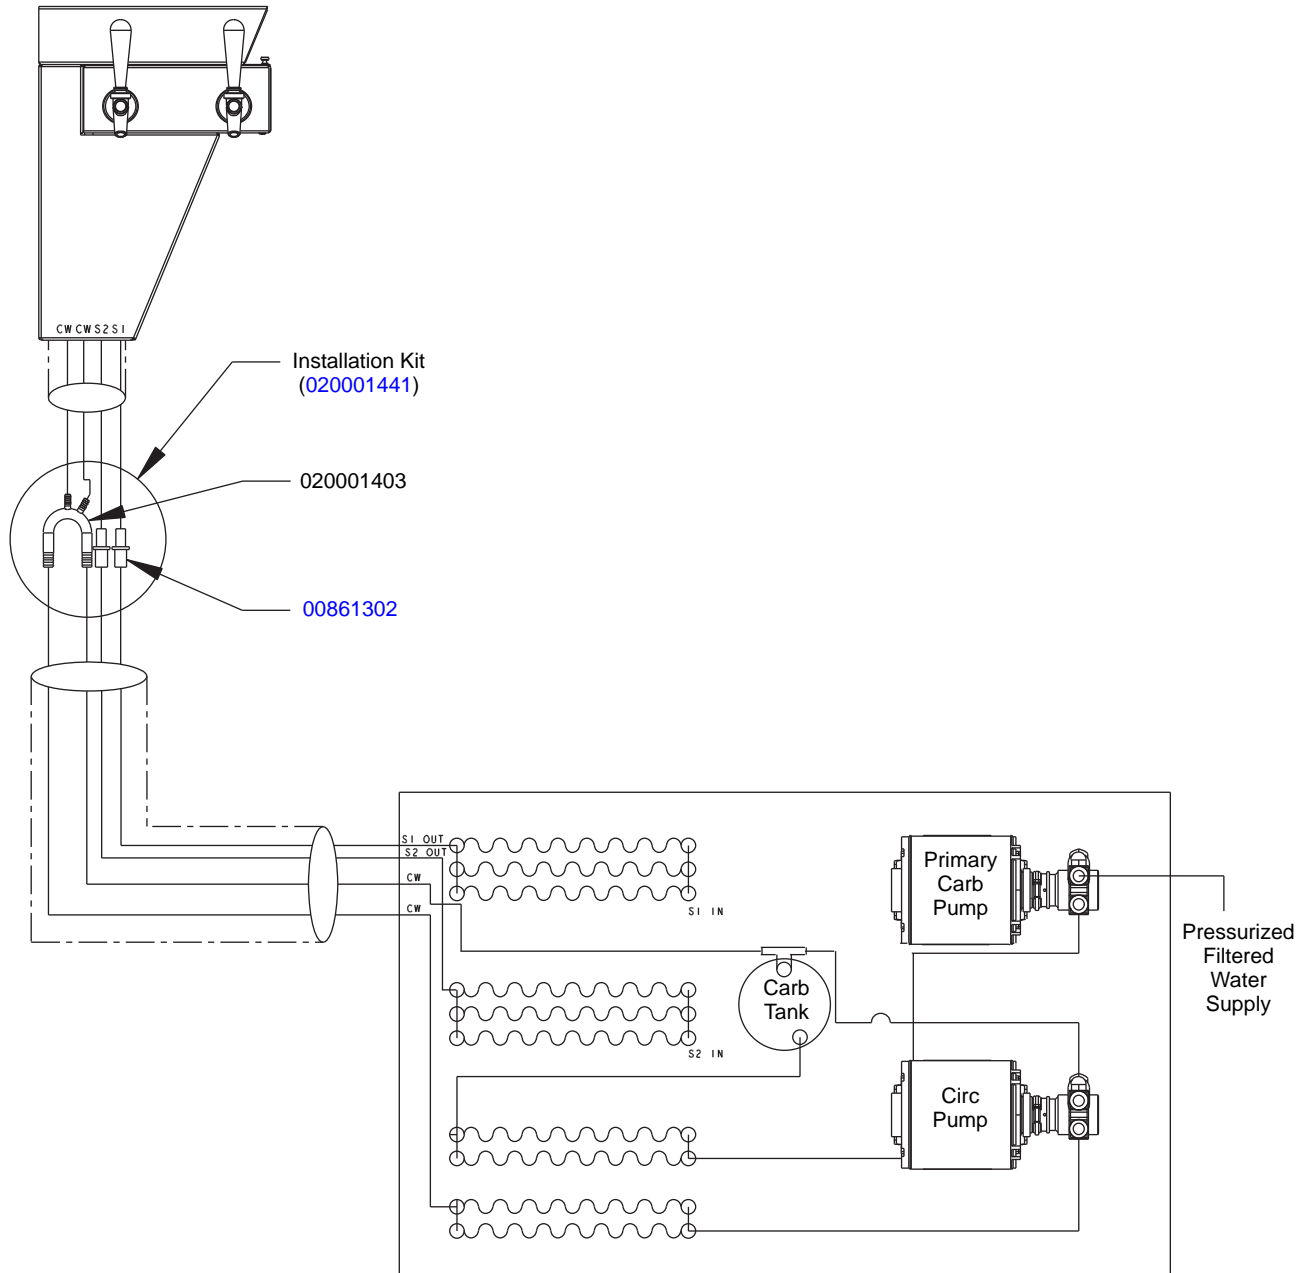 CW CW S2 S1
Installation Kit
(020001441)
020001403
00861302
S1 OUT
S2 OUT
CW
CW
S1 IN
Primary
Carb
Pump
Pressurized
Filtered
Water
Supply
Carb
Tank
S2 IN
Circ
Pump